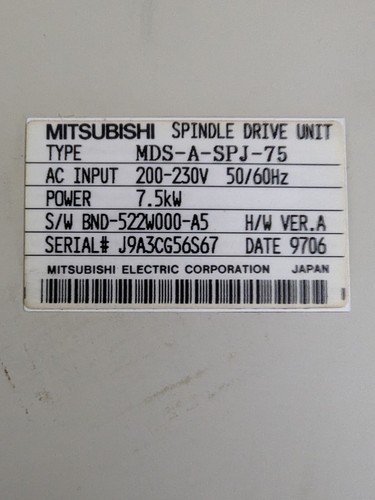 MITSUBISHI SPINDLE DRIVE UNIT
TYPE MDS-A-SPJ-75
AC INPUT 200-230V 50/60Hz
POWER 7.5kW
S/W BND-522W000-A5 H/W VER.A
SERIAL# J9A3CG56S67 DATE 9706
MITSUBISHI ELECTRIC CORPORATION JAPAN